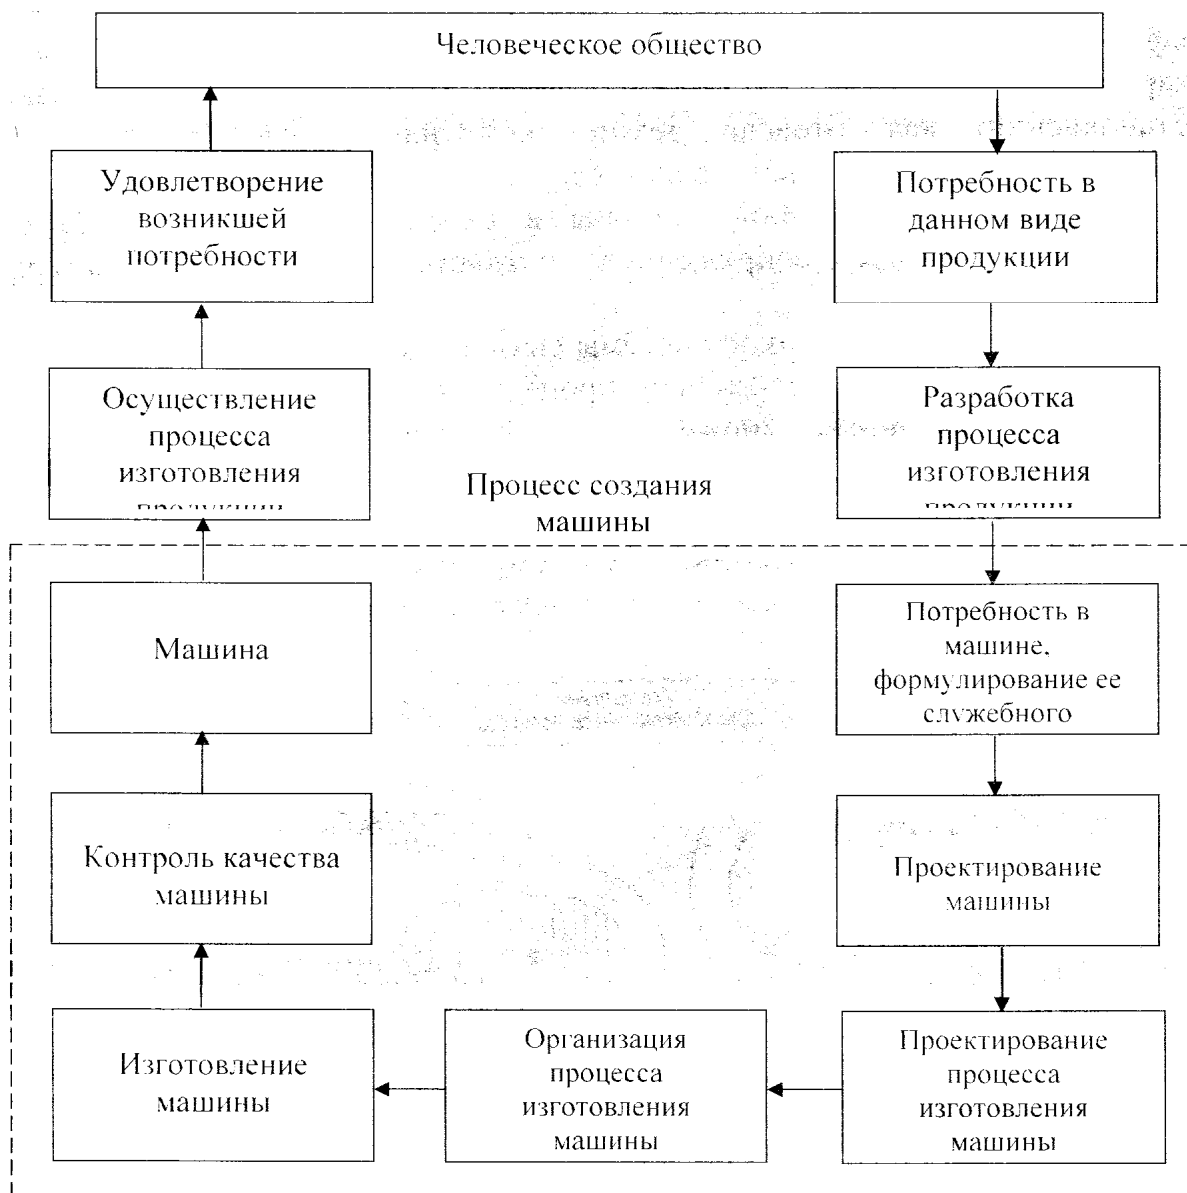 Человеческое общество
Удовлетворение
возникшей
потребности
Потребность в
данном виде
продукции
Осуществление
процесса
изготовления
продукции
Разработка
процесса
изготовления
продукции
Процесс создания
машины
Машина
Потребность в
машине,
формулирование ее
служебного
Контроль качества
машины
Проектирование
машины
Изготовление
машины
Организация
процесса
изготовления
машины
Проектирование
процесса
изготовления
машины